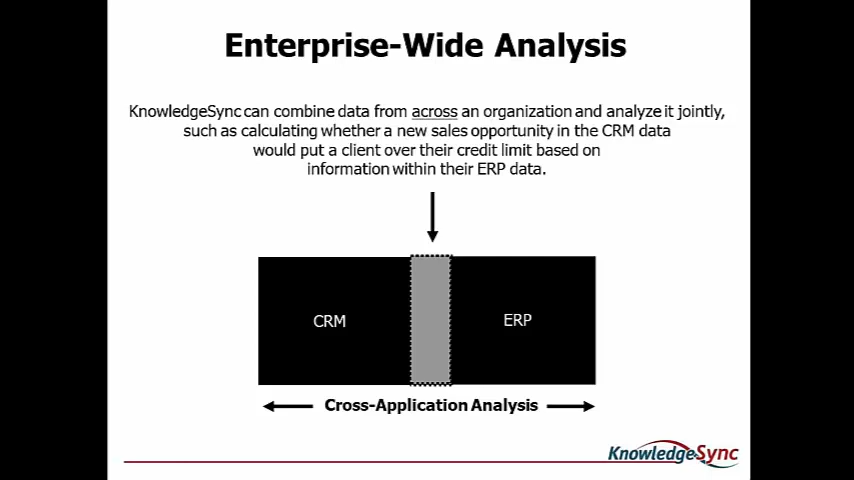 Enterprise-Wide Analysis
KnowledgeSync can combine data from across an organization and analyze it jointly,
such as calculating whether a new sales opportunity in the CRM data
would put a client over their credit limit based on
information within their ERP data.
CRM
ERP
Cross-Application Analysis
KnowledgeSync